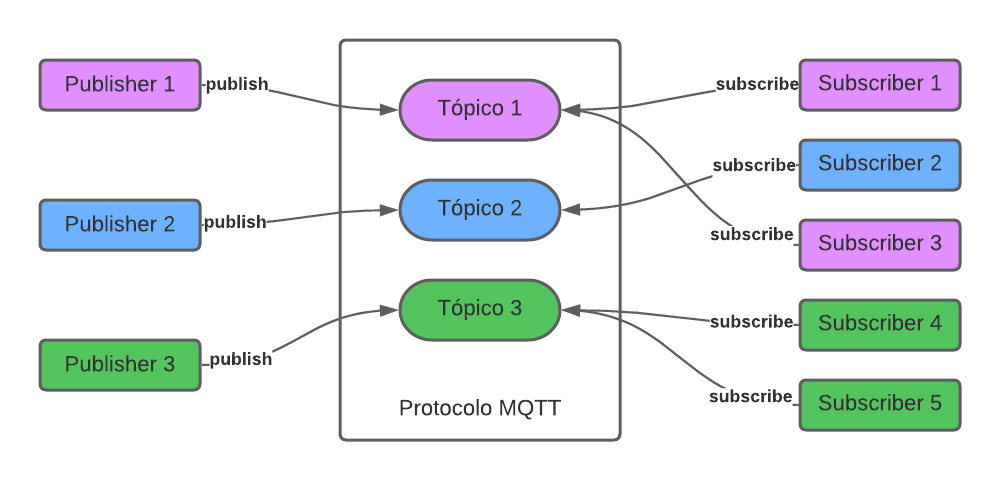 Publisher 1
publish
Tópico 1
subscribe
Subscriber 1
subscribe
Subscriber 2
Publisher 2
publish
Tópico 2
subscribe
Subscriber 3
Publisher 3
publish
Tópico 3
subscribe
Subscriber 4
subscribe
Subscriber 5
Protocolo MQTT